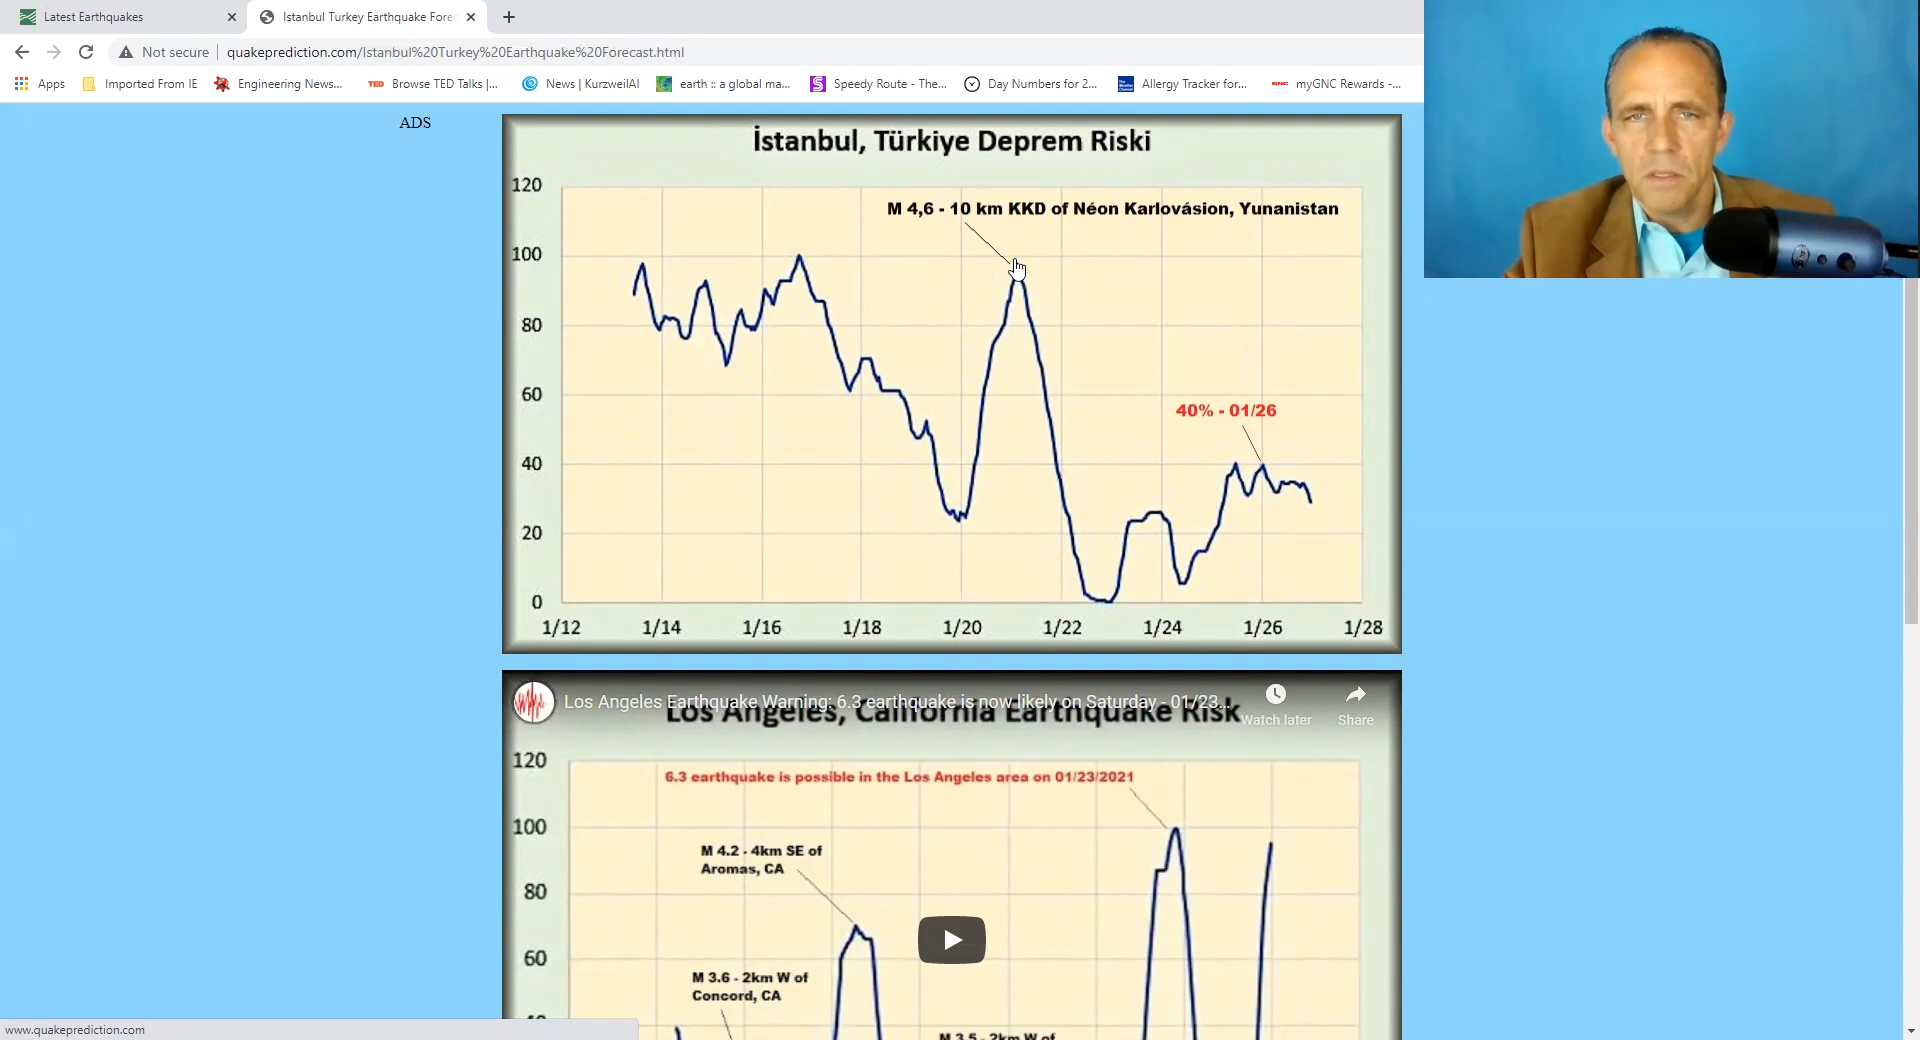 Latest Earthquakes
Istanbul Turkey Earthquake Fore
Not secure
quakeprediction.com/Istanbul%20Turkey%20Earthquake%20Forecast.html
Apps
Imported From IE
Engineering News...
TED
Browse TED Talks |...
News | KurzweilAI
earth :: a global ma...
Speedy Route - The...
Day Numbers for 2...
Allergy Tracker for...
GNC
myGNC Rewards -...
ADS
İstanbul, Türkiye Deprem Riski
120
M 4,6 - 10 km KKD of Néon Karlovásion, Yunanistan
100
80
60
40% - 01/26
40
20
0
1/12 1/14 1/16 1/18 1/20 1/22 1/24 1/26 1/28
Los Angeles Earthquake Warning: 6.3 earthquake is now likely on Saturday - 01/23...
Los Angeles, California Earthquake Risk
Watch later
Share
120
6.3 earthquake is possible in the Los Angeles area on 01/23/2021
100
M 4.2 - 4km SE of
Aromas, CA
80
60
M 3.6 - 2km W of
Concord, CA
40
M 3.5 - 2km W of
www.quakeprediction.com